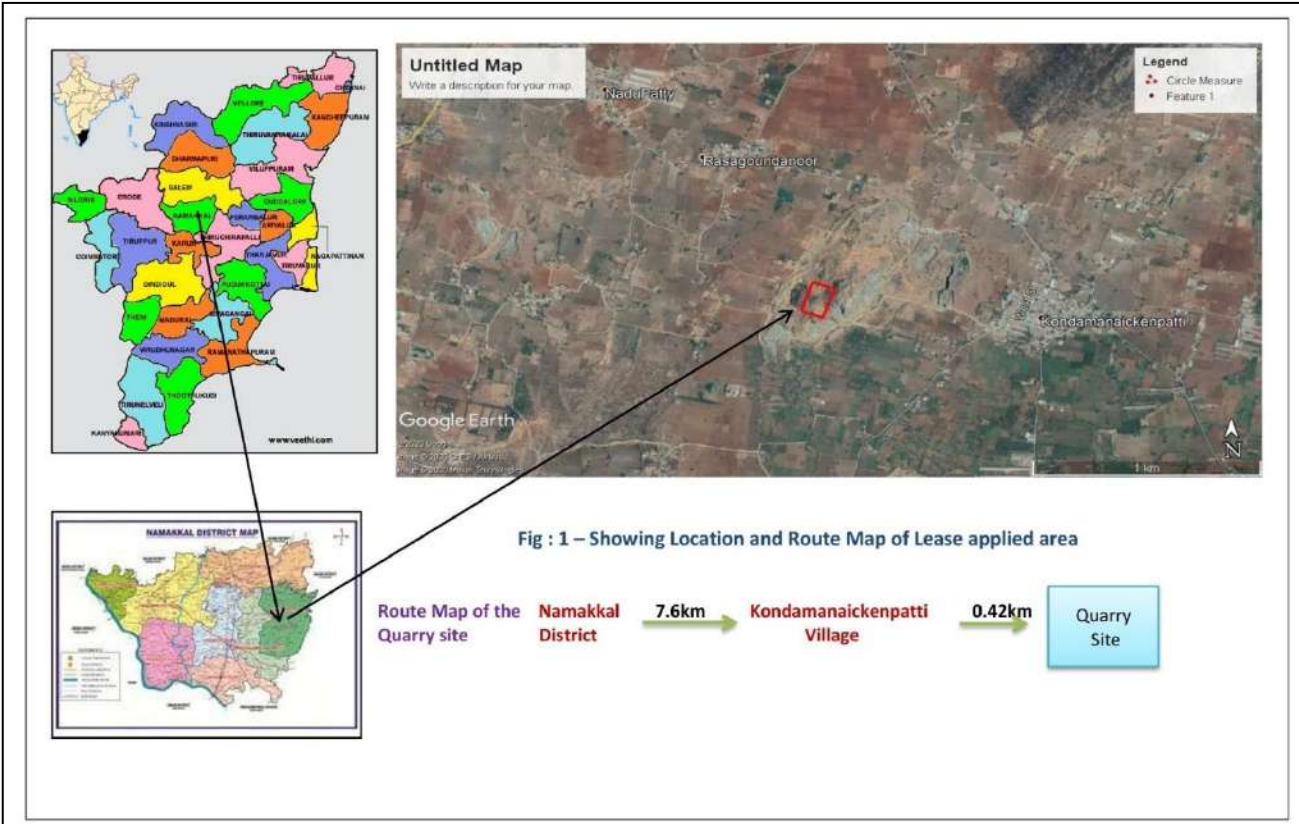 TIRUVALLUR
CHENNAI
VELLORE
KANCHEEPURAM
KRISHNAGIRI
THIRUVANNAMALAI
DHARMAPURI
VILUPPURAM
SALEM
ERODE
NILGIRIS
CUDDALORE
NAMAKKAL
PERAMBALUR
ARIYALUR
TIRUPPUR
KARUR
TIRUCHIRAPALLI
COIMBATORE
THANJAVUR
NAGAPATTINAM
TIRUVARUR
DINDIGUL
PUDUKKOTTAI
THENI
MADURAI
SIVAGANGAI
VIRUDHUNAGAR
RAMANATHAPURAM
TIRUNELVELI
THOOTHUKUDI
KANYAKUMARI
www.veethi.com
Untitled Map
Write a description for your map.
Legend
Circle Measure
Feature 1
Rasagoundanoor
Kondamanaickenpatti
Google Earth
N
1 km
NAMAKKAL DISTRICT MAP
Fig : 1 – Showing Location and Route Map of Lease applied area
Route Map of the
Quarry site
Namakkal
District
7.6km
Kondamanaickenpatti
Village
0.42km
Quarry
Site